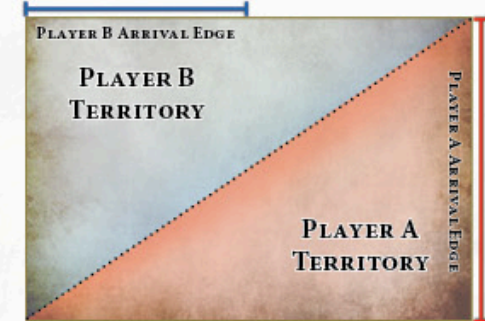 PLAYER B ARRIVAL EDGE
PLAYER B
TERRITORY
PLAYER A ARRIVAL EDGE
PLAYER A
TERRITORY